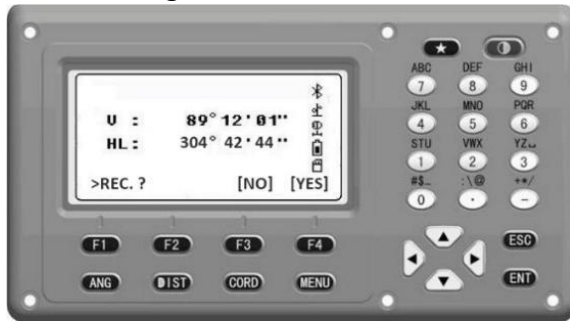 V : 89° 12' 01"
HL : 304° 42' 44"
>REC. ? [NO] [YES]
F1 F2 F3 F4
ANG DIST CORD MENU
★
ABC DEF GHI
7 8 9
JKL MNO PQR
4 5 6
STU VWX YZ␣
1 2 3
#$_ :\@ +*/
0 . -
ESC
ENT